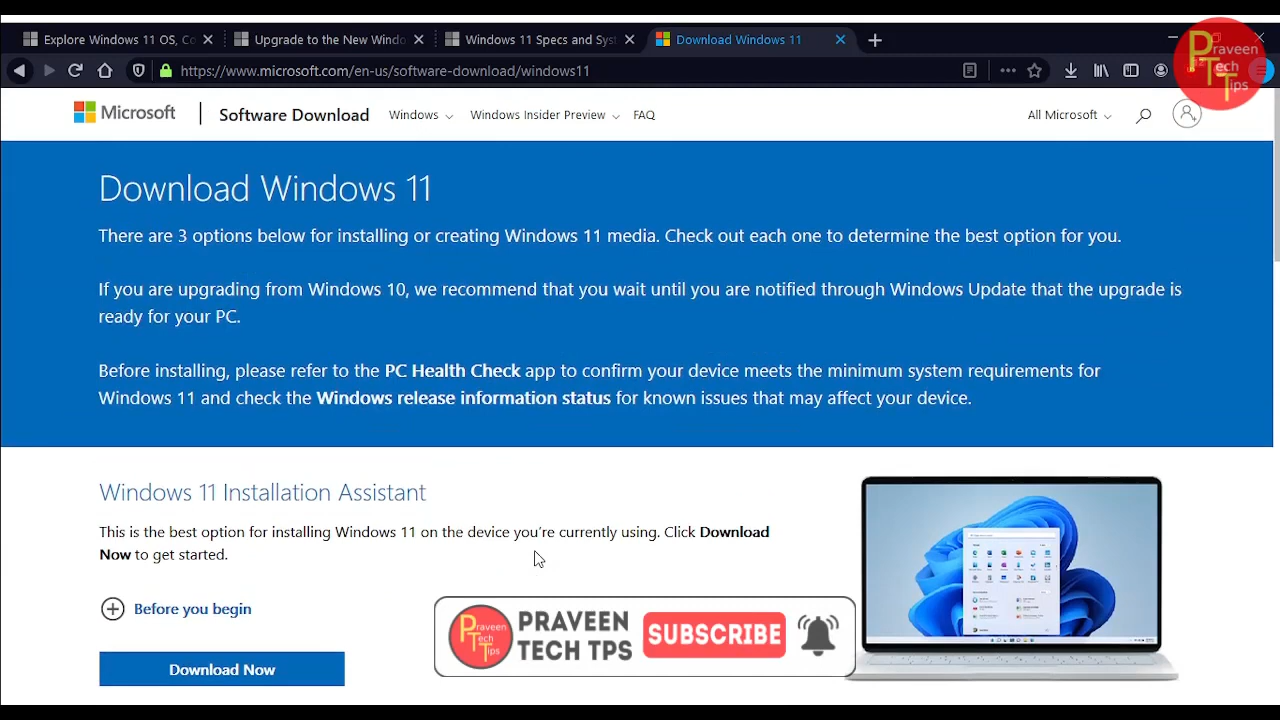 Explore Windows 11 OS, Co
Upgrade to the New Windo
Windows 11 Specs and Syst
Download Windows 11
https://www.microsoft.com/en-us/software-download/windows11
Praveen
Tech
Tips
Microsoft
Software Download
Windows
Windows Insider Preview
FAQ
All Microsoft
Download Windows 11
There are 3 options below for installing or creating Windows 11 media. Check out each one to determine the best option for you.
If you are upgrading from Windows 10, we recommend that you wait until you are notified through Windows Update that the upgrade is
ready for your PC.
Before installing, please refer to the PC Health Check app to confirm your device meets the minimum system requirements for
Windows 11 and check the Windows release information status for known issues that may affect your device.
Windows 11 Installation Assistant
This is the best option for installing Windows 11 on the device you're currently using. Click Download
Now to get started.
Before you begin
Download Now
Praveen
Tech
Tips
PRAVEEN
TECH TPS
SUBSCRIBE